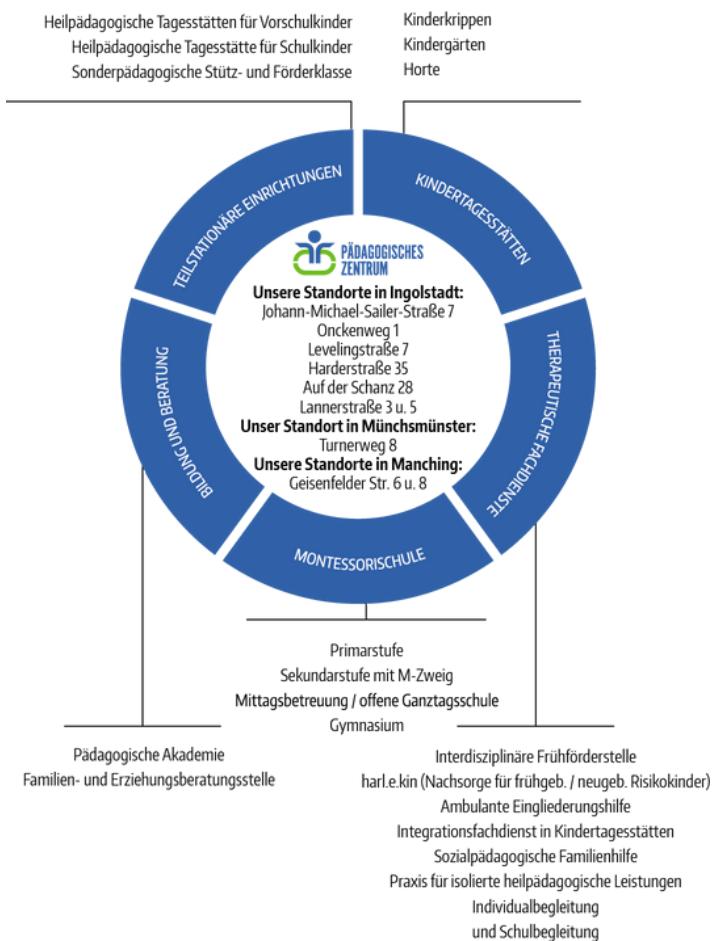 Heilpädagogische Tagesstätten für Vorschulkinder
Heilpädagogische Tagesstätte für Schulkinder
Sonderpädagogische Stütz- und Förderklasse
Kinderkrippen
Kindergärten
Horte
TEILSTATIONÄRE EINRICHTUNGEN
KINDERTAGESSTÄTTEN
PÄDAGOGISCHES
ZENTRUM
Unsere Standorte in Ingolstadt:
Johann-Michael-Sailer-Straße 7
Onckenweg 1
Levelingstraße 7
Harderstraße 35
Auf der Schanz 28
Lannerstraße 3 u. 5
Unser Standort in Münchsmünster:
Turnerweg 8
Unsere Standorte in Manching:
Geisenfelder Str. 6 u. 8
BILDUNG UND BERATUNG
THERAPEUTISCHE FACHDIENSTE
MONTESSORISCHULE
Primarstufe
Sekundarstufe mit M-Zweig
Mittagsbetreuung / offene Ganztagsschule
Gymnasium
Pädagogische Akademie
Familien- und Erziehungsberatungsstelle
Interdisziplinäre Frühförderstelle
harl.e.kin (Nachsorge für frühgeb. / neugeb. Risikokinder)
Ambulante Eingliederungshilfe
Integrationsfachdienst in Kindertagesstätten
Sozialpädagogische Familienhilfe
Praxis für isolierte heilpädagogische Leistungen
Individualbegleitung
und Schulbegleitung